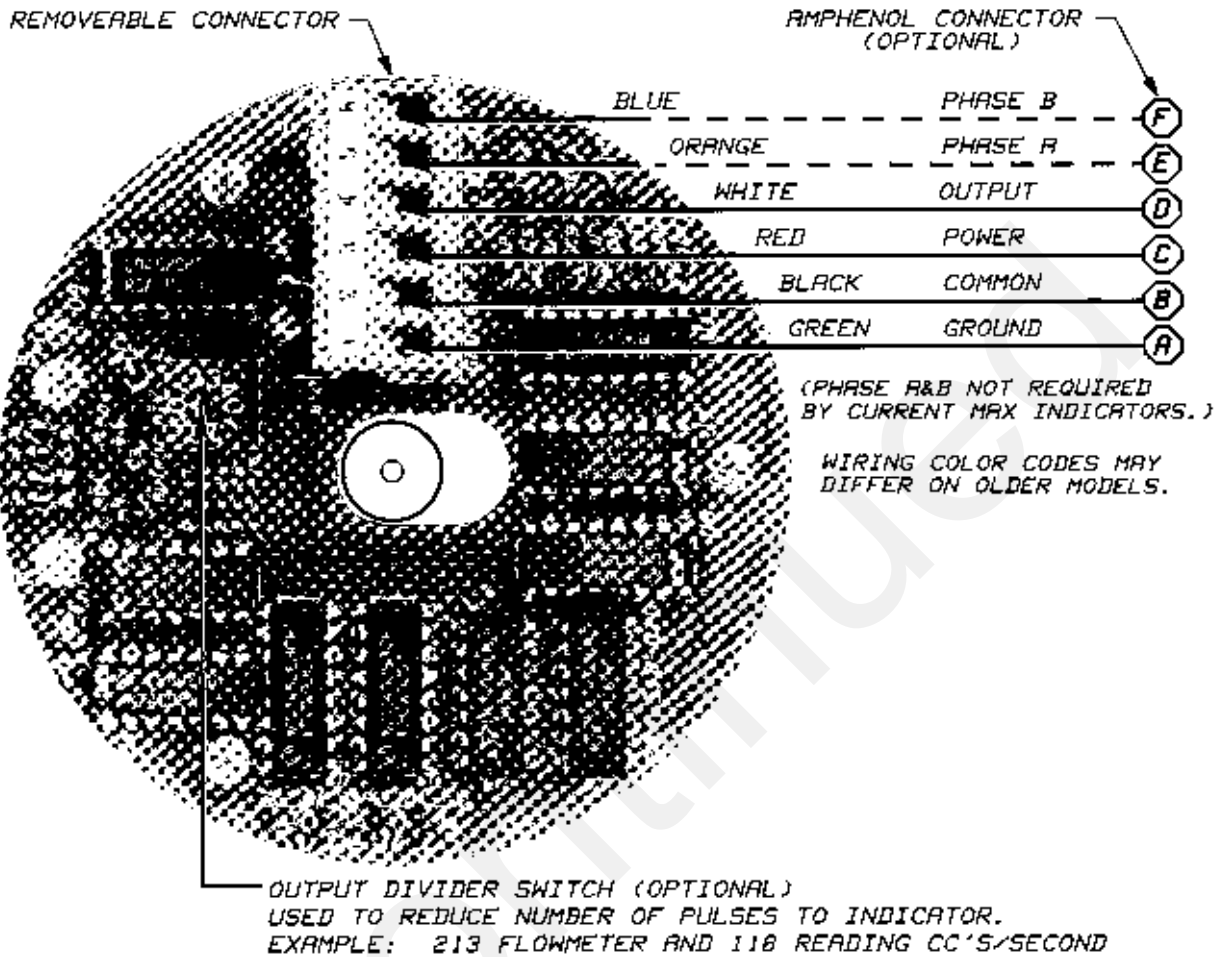 REMOVERABLE CONNECTOR
AMPHENOL CONNECTOR
(OPTIONAL)
BLUE PHASE B F
ORANGE PHASE A E
WHITE OUTPUT D
RED POWER C
BLACK COMMON B
GREEN GROUND A
(PHASE A&B NOT REQUIRED
BY CURRENT MAX INDICATORS.)
WIRING COLOR CODES MAY
DIFFER ON OLDER MODELS.
OUTPUT DIVIDER SWITCH (OPTIONAL)
USED TO REDUCE NUMBER OF PULSES TO INDICATOR.
EXAMPLE: 213 FLOWMETER AND 116 READING CC'S/SECOND